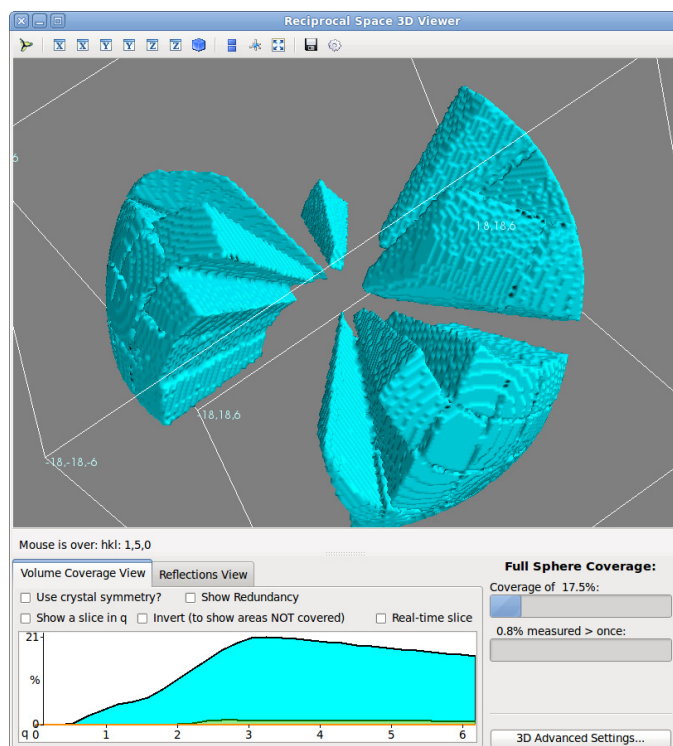 Reciprocal Space 3D Viewer
X X Y Y Z Z
6
18,18,6
-18,18,6
-18,-18,-6
Mouse is over: hkl: 1,5,0
Volume Coverage View Reflections View
Use crystal symmetry? Show Redundancy
Show a slice in q Invert (to show areas NOT covered) Real-time slice
21
%
0
q 0 1 2 3 4 5 6
Full Sphere Coverage:
Coverage of 17.5%:
0.8% measured > once:
3D Advanced Settings...